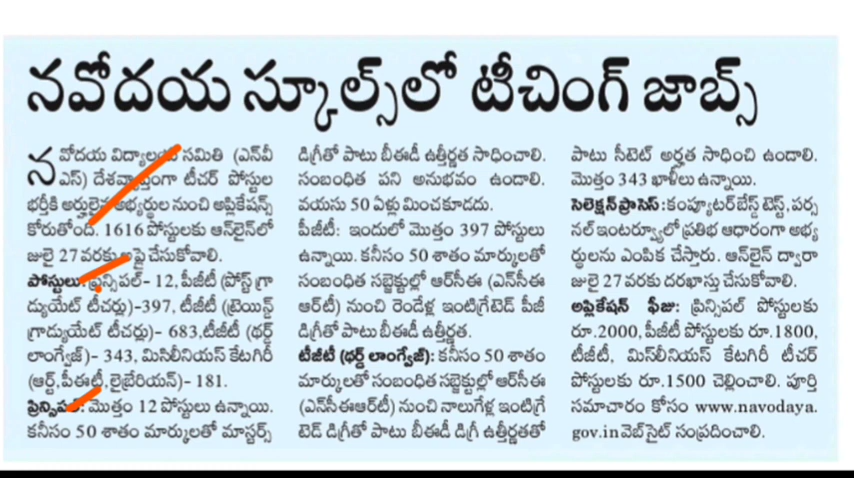 నవోదయ స్కూల్స్‌లో టీచింగ్ జాబ్స్
నవోదయ విద్యాలయ సమితి (ఎన్‌వీ
ఎస్) దేశవ్యాప్తంగా టీచర్ పోస్టుల
భర్తీకి అర్హులైన అభ్యర్థుల నుంచి అప్లికేషన్స్
కోరుతోంది. 1616 పోస్టులకు ఆన్‌లైన్‌లో
జులై 27 వరకు అప్లై చేసుకోవాలి.
పోస్టులు: ప్రిన్సిపల్- 12, పీజీటీ (పోస్ట్ గ్రా
డ్యుయేట్ టీచర్లు)-397, టీజీటీ (ట్రెయిన్డ్
గ్రాడ్యుయేట్ టీచర్లు)- 683,టీజీటీ (థర్డ్
లాంగ్వేజ్)- 343, మిసిలీనియస్ కేటగిరీ
(ఆర్ట్,పీఈటీ,లైబ్రేరియన్)- 181.
ప్రిన్సిపల్: మొత్తం 12 పోస్టులు ఉన్నాయి.
కనీసం 50 శాతం మార్కులతో మాస్టర్స్
డిగ్రీతో పాటు బీఈడీ ఉత్తీర్ణత సాధించాలి.
సంబంధిత పని అనుభవం ఉండాలి.
వయసు 50 ఏళ్లు మించకూడదు.
పీజీటీ: ఇందులో మొత్తం 397 పోస్టులు
ఉన్నాయి. కనీసం 50 శాతం మార్కులతో
సంబంధిత సబ్జెక్టుల్లో ఆర్‌సీఈ (ఎన్‌సీఈ
ఆర్‌టీ) నుంచి రెండేళ్ల ఇంటిగ్రేటెడ్ పీజీ
డిగ్రీతో పాటు బీఈడీ ఉత్తీర్ణత.
టీజీటీ (థర్డ్ లాంగ్వేజ్): కనీసం 50 శాతం
మార్కులతో సంబంధిత సబ్జెక్టుల్లో ఆర్‌సీఈ
(ఎన్‌సీఈఆర్‌టీ) నుంచి నాలుగేళ్ల ఇంటిగ్రే
టెడ్ డిగ్రీతో పాటు బీఈడీ డిగ్రీ ఉత్తీర్ణతతో
పాటు సీటెట్ అర్హత సాధించి ఉండాలి.
మొత్తం 343 ఖాళీలు ఉన్నాయి.
సెలెక్షన్ ప్రాసెస్ :కంప్యూటర్ బేస్డ్ టెస్ట్, పర్స
నల్ ఇంటర్వ్యూలో ప్రతిభ ఆధారంగా అభ్య
ర్థులను ఎంపిక చేస్తారు. ఆన్‌లైన్ ద్వారా
జులై 27 వరకు దరఖాస్తు చేసుకోవాలి.
అప్లికేషన్ ఫీజు: ప్రిన్సిపల్ పోస్టులకు
రూ.2000, పీజీటీ పోస్టులకు రూ.1800,
టీజీటీ, మిస్‌లీనియస్ కేటగిరీ టీచర్
పోస్టులకు రూ.1500 చెల్లించాలి. పూర్తి
సమాచారం కోసం www.navodaya.
gov.in వెబ్‌సైట్ సంప్రదించాలి.